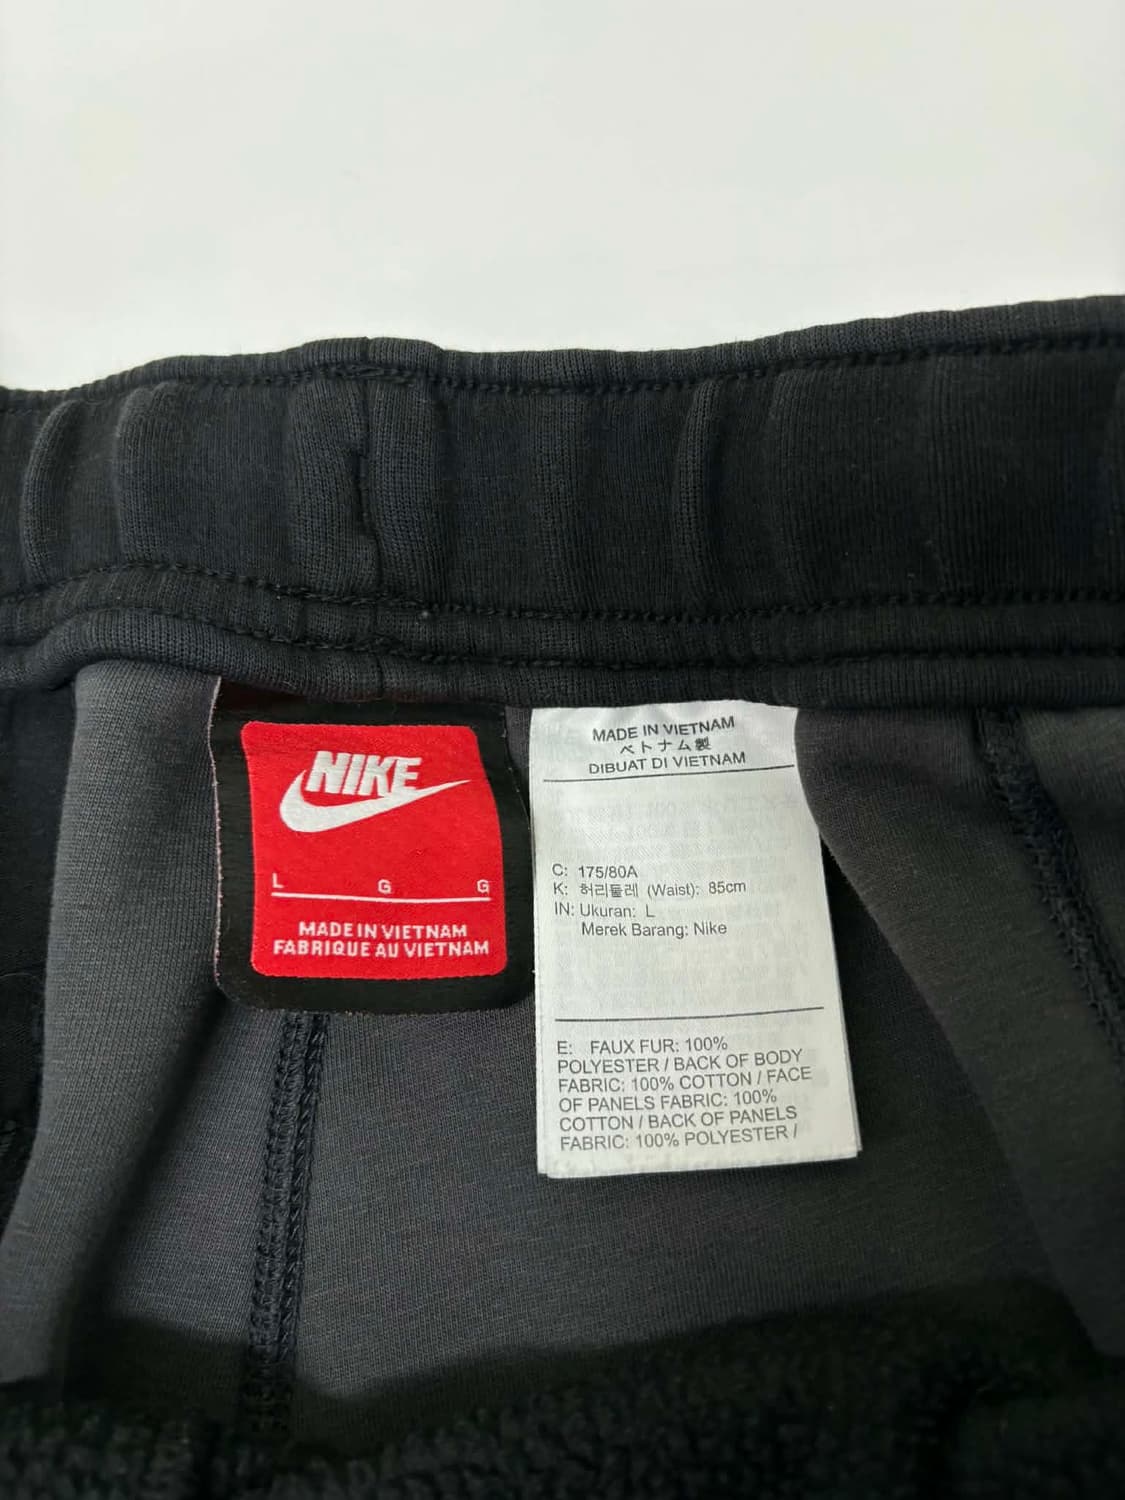 NIKE
L G G
MADE IN VIETNAM
FABRIQUE AU VIETNAM
MADE IN VIETNAM
ベトナム製
DIBUAT DI VIETNAM
C: 175/80A
K: 허리둘레 (Waist): 85cm
IN: Ukuran: L
Merek Barang: Nike
E: FAUX FUR: 100%
POLYESTER / BACK OF BODY
FABRIC: 100% COTTON / FACE
OF PANELS FABRIC: 100%
COTTON / BACK OF PANELS
FABRIC: 100% POLYESTER /